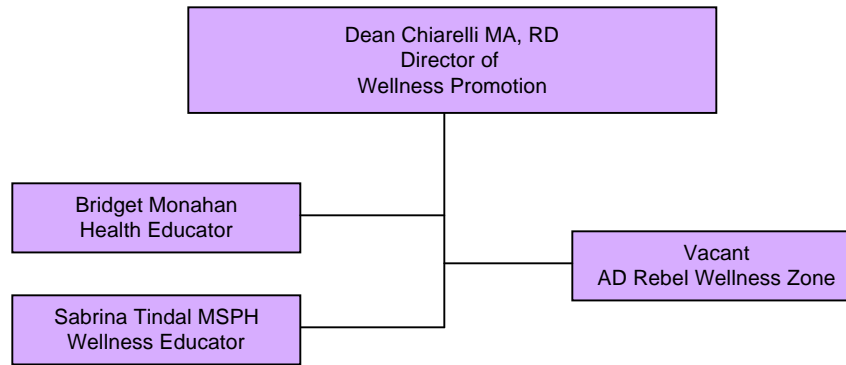 Dean Chiarelli MA, RD
Director of
Wellness Promotion
Bridget Monahan
Health Educator
Vacant
AD Rebel Wellness Zone
Sabrina Tindal MSPH
Wellness Educator